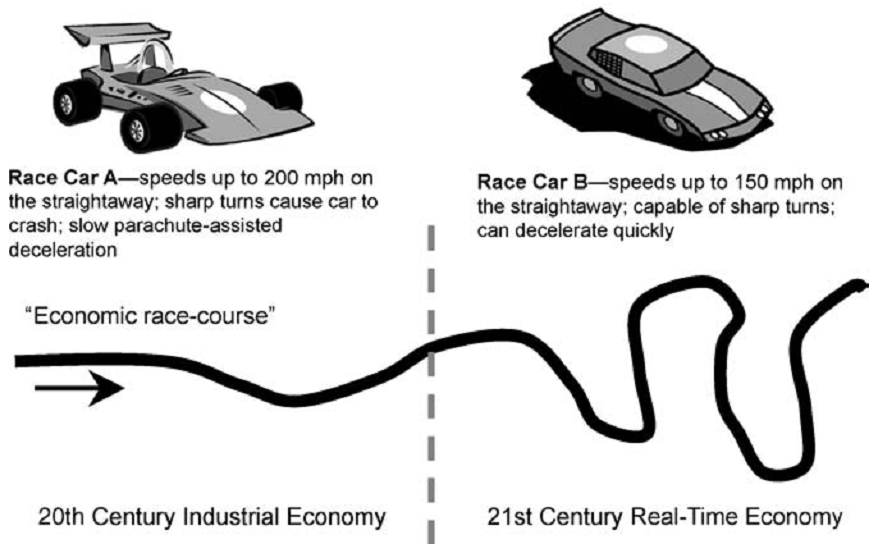 Race Car A—speeds up to 200 mph on
the straightaway; sharp turns cause car to
crash; slow parachute-assisted
deceleration
Race Car B—speeds up to 150 mph on
the straightaway; capable of sharp turns;
can decelerate quickly
“Economic race-course”
20th Century Industrial Economy
21st Century Real-Time Economy